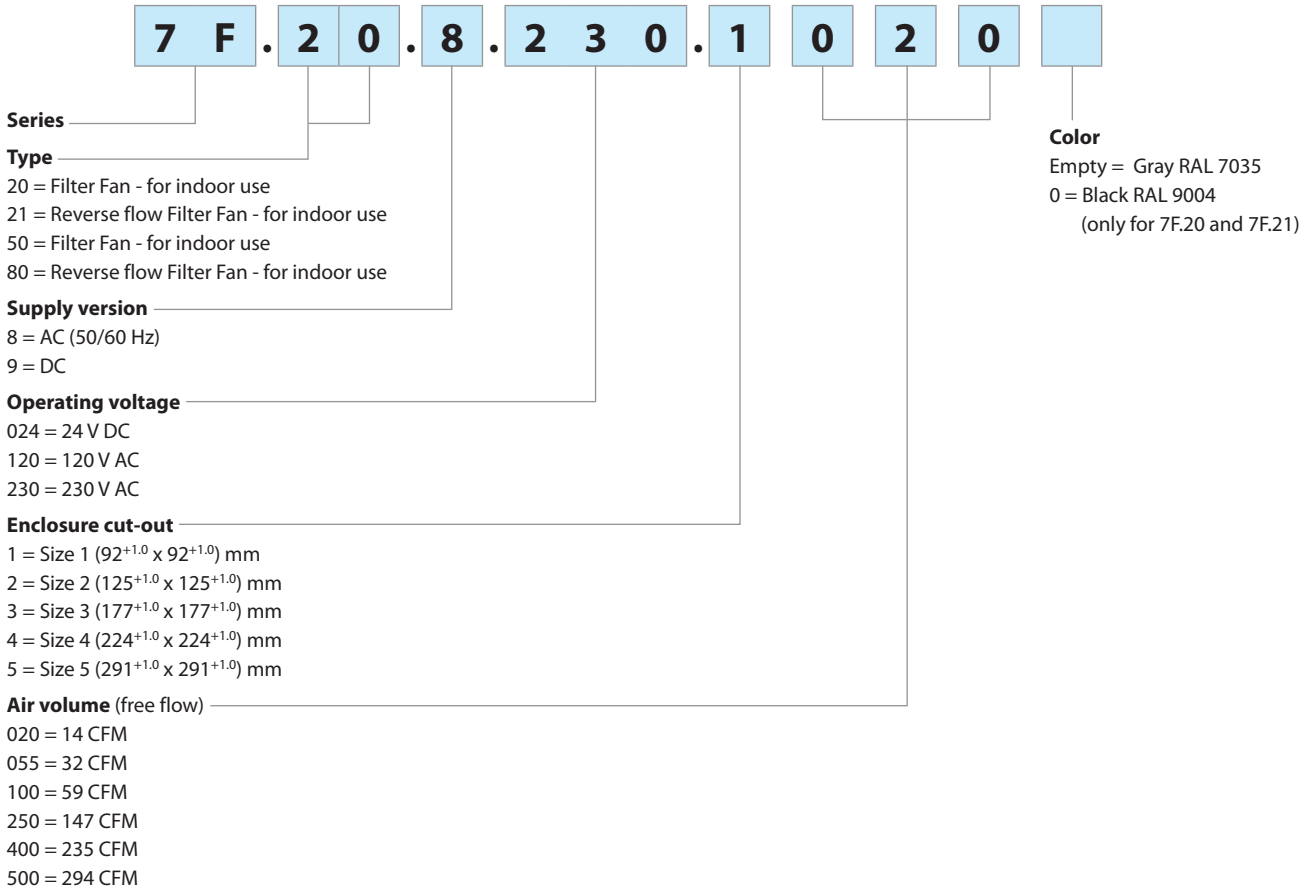 7 F . 2 0 . 8 . 2 3 0 . 1 0 2 0
Series
Type
20 = Filter Fan - for indoor use
21 = Reverse flow Filter Fan - for indoor use
50 = Filter Fan - for indoor use
80 = Reverse flow Filter Fan - for indoor use
Supply version
8 = AC (50/60 Hz)
9 = DC
Operating voltage
024 = 24 V DC
120 = 120 V AC
230 = 230 V AC
Enclosure cut-out
1 = Size 1 (92+1.0 x 92+1.0) mm
2 = Size 2 (125+1.0 x 125+1.0) mm
3 = Size 3 (177+1.0 x 177+1.0) mm
4 = Size 4 (224+1.0 x 224+1.0) mm
5 = Size 5 (291+1.0 x 291+1.0) mm
Air volume (free flow)
020 = 14 CFM
055 = 32 CFM
100 = 59 CFM
250 = 147 CFM
400 = 235 CFM
500 = 294 CFM
Color
Empty = Gray RAL 7035
0 = Black RAL 9004
(only for 7F.20 and 7F.21)